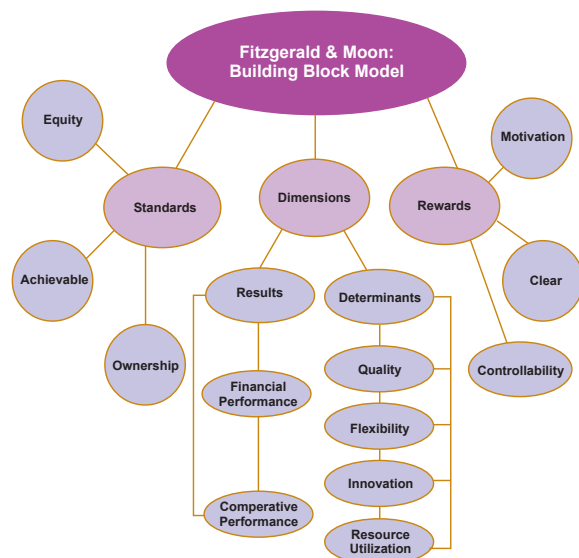 Fitzgerald & Moon:
Building Block Model
Equity
Motivation
Standards
Dimensions
Rewards
Achievable
Clear
Results
Determinants
Ownership
Controllability
Quality
Financial
Performance
Flexibility
Innovation
Comperative
Performance
Resource
Utilization